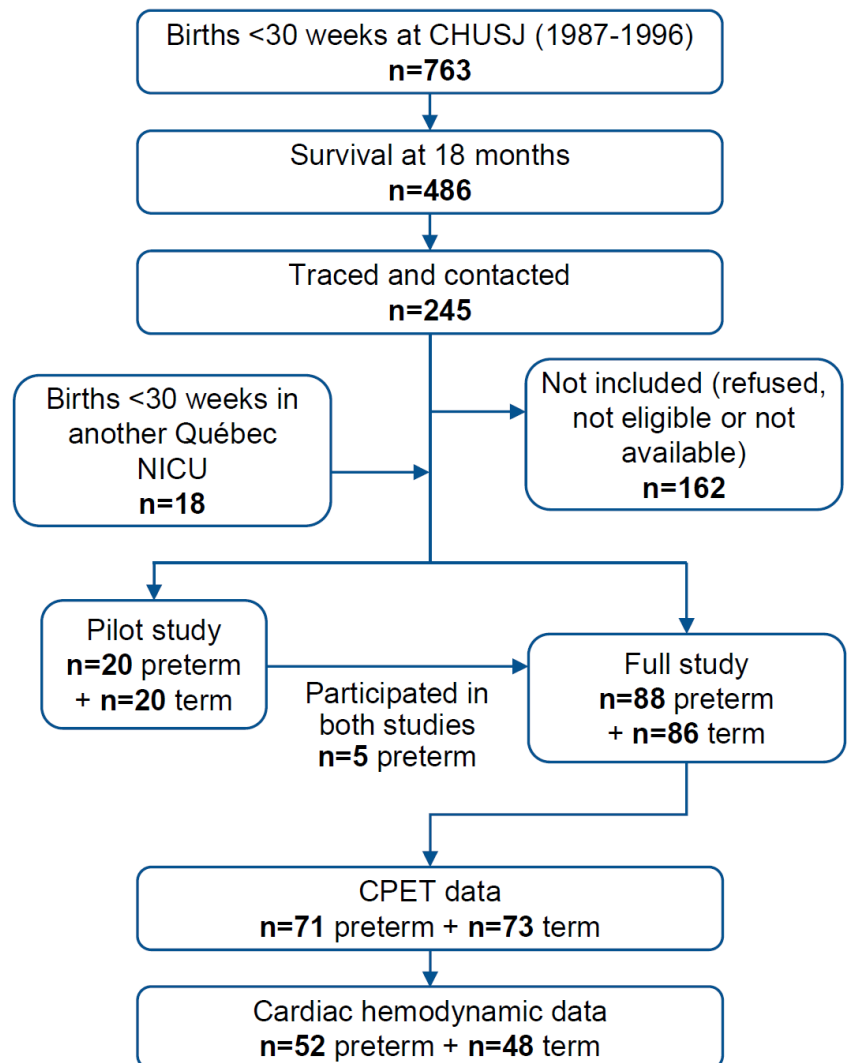 Births <30 weeks at CHUSJ (1987-1996)
n=763
Survival at 18 months
n=486
Traced and contacted
n=245
Births <30 weeks in
another Québec
NICU
n=18
Not included (refused,
not eligible or not
available)
n=162
Pilot study
n=20 preterm
+ n=20 term
Participated in
both studies
n=5 preterm
Full study
n=88 preterm
+ n=86 term
CPET data
n=71 preterm + n=73 term
Cardiac hemodynamic data
n=52 preterm + n=48 term